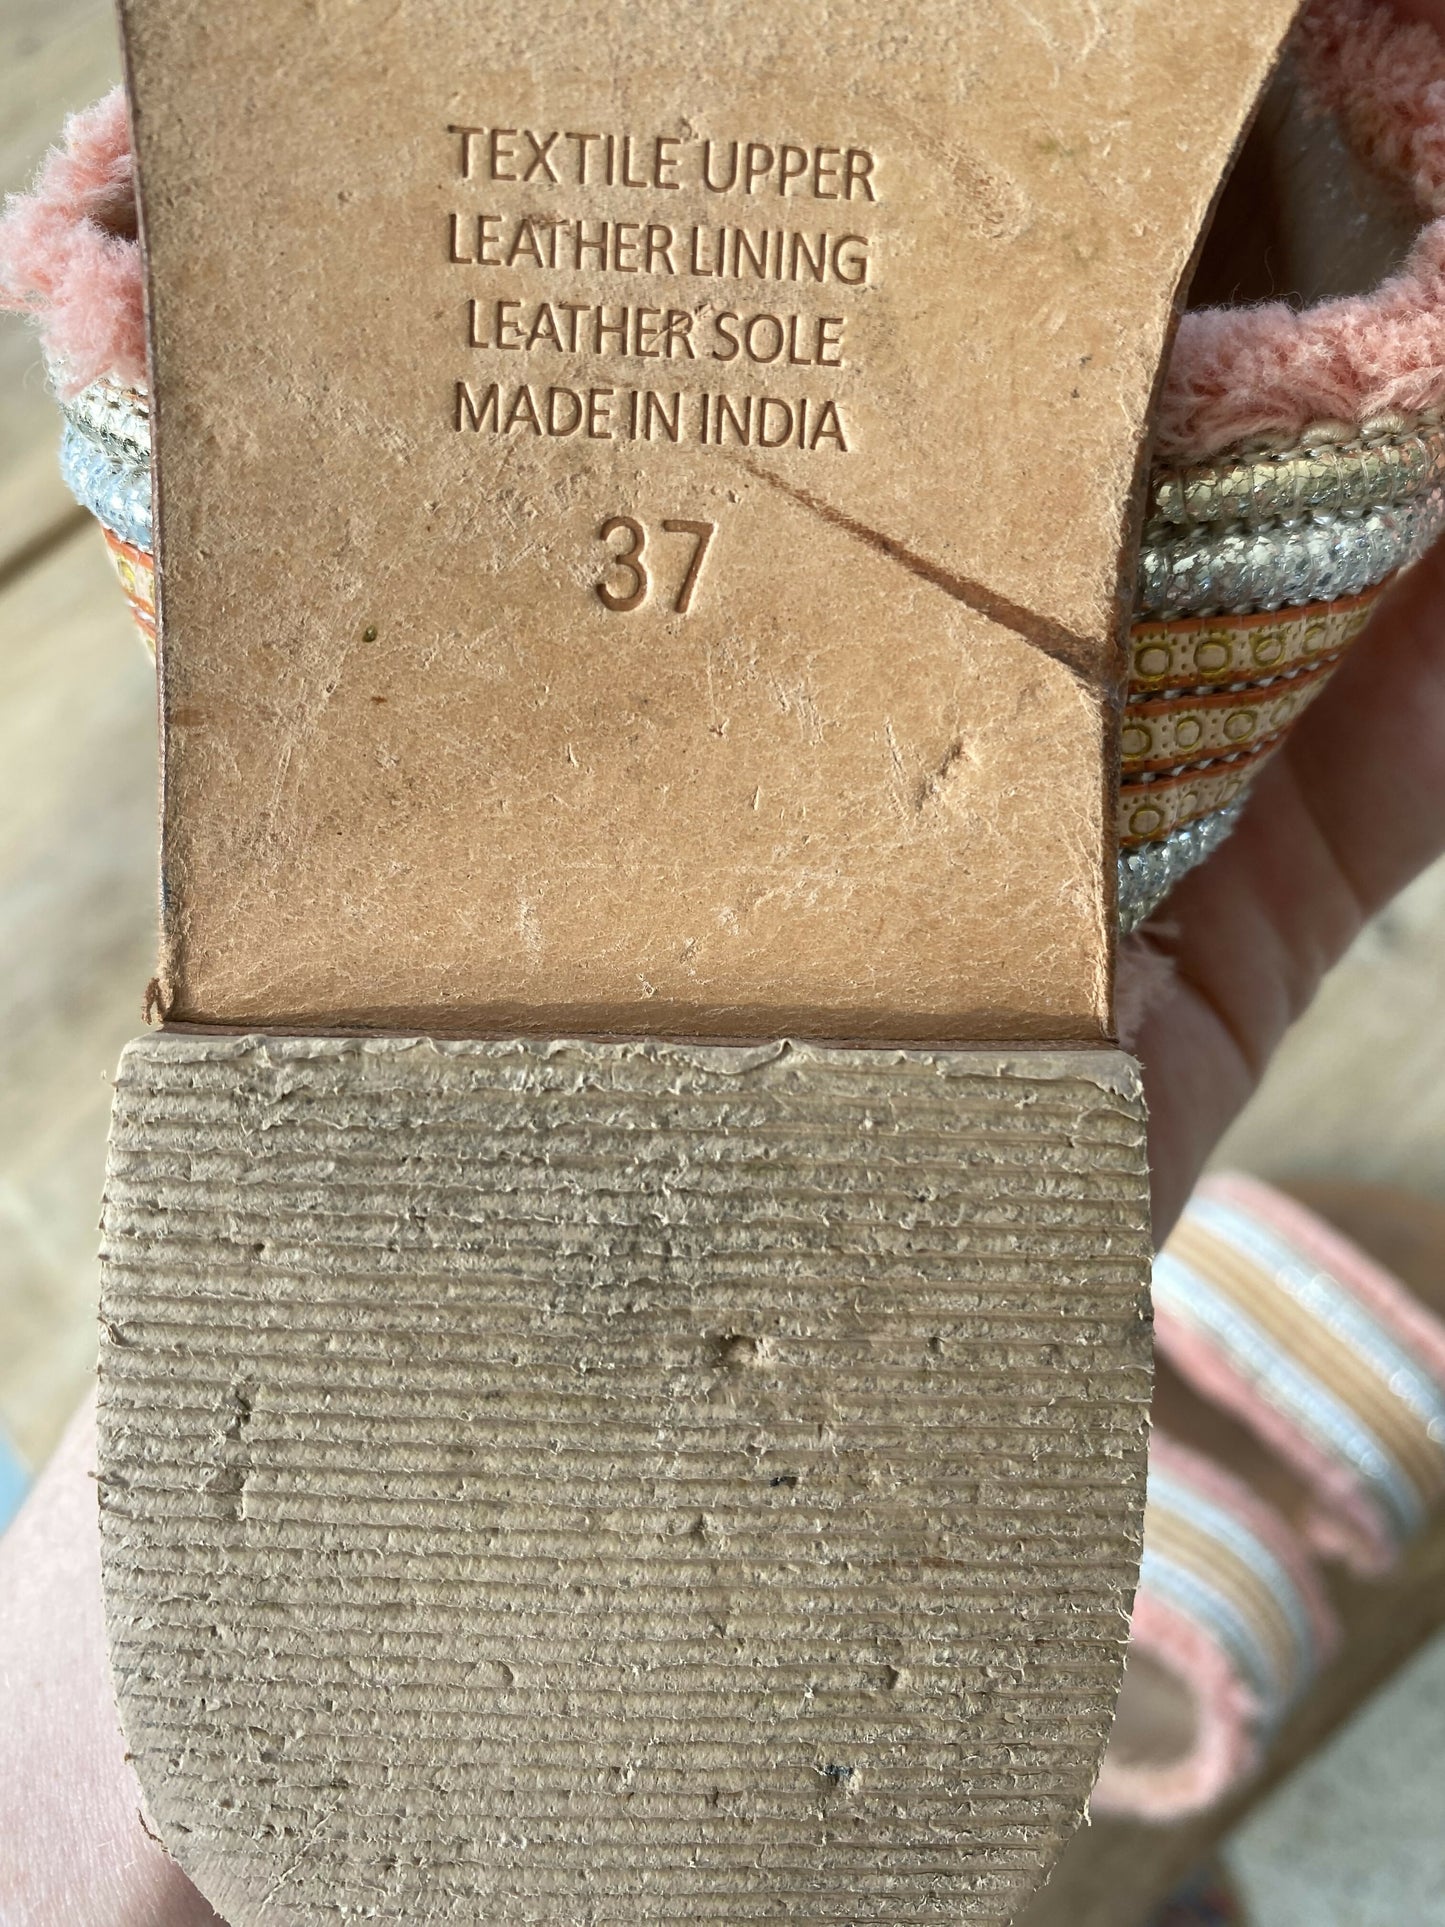 TEXTILE UPPER
LEATHER LINING
LEATHER SOLE
MADE IN INDIA
37